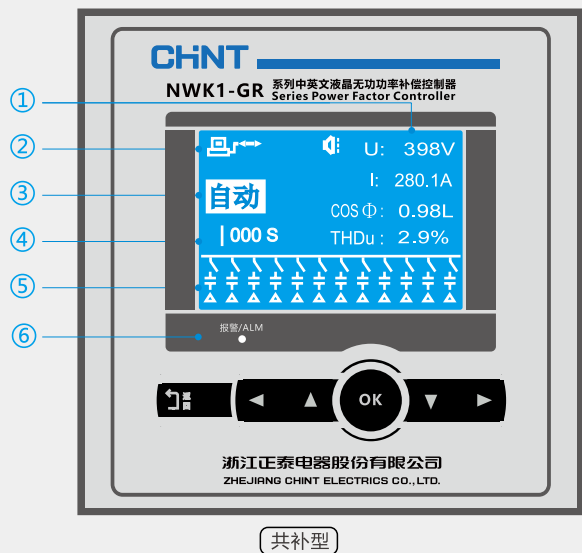 CHNT
NWK1-GR 系列中英文液晶无功功率补偿控制器
Series Power Factor Controller
①
②
③
④
⑤
⑥
U: 398V
I: 280.1A
自动
COSΦ: 0.98L
000 S
THDu: 2.9%
报警/ALM
返回
OK
浙江正泰电器股份有限公司
ZHEJIANG CHINT ELECTRICS CO.,LTD.
共补型